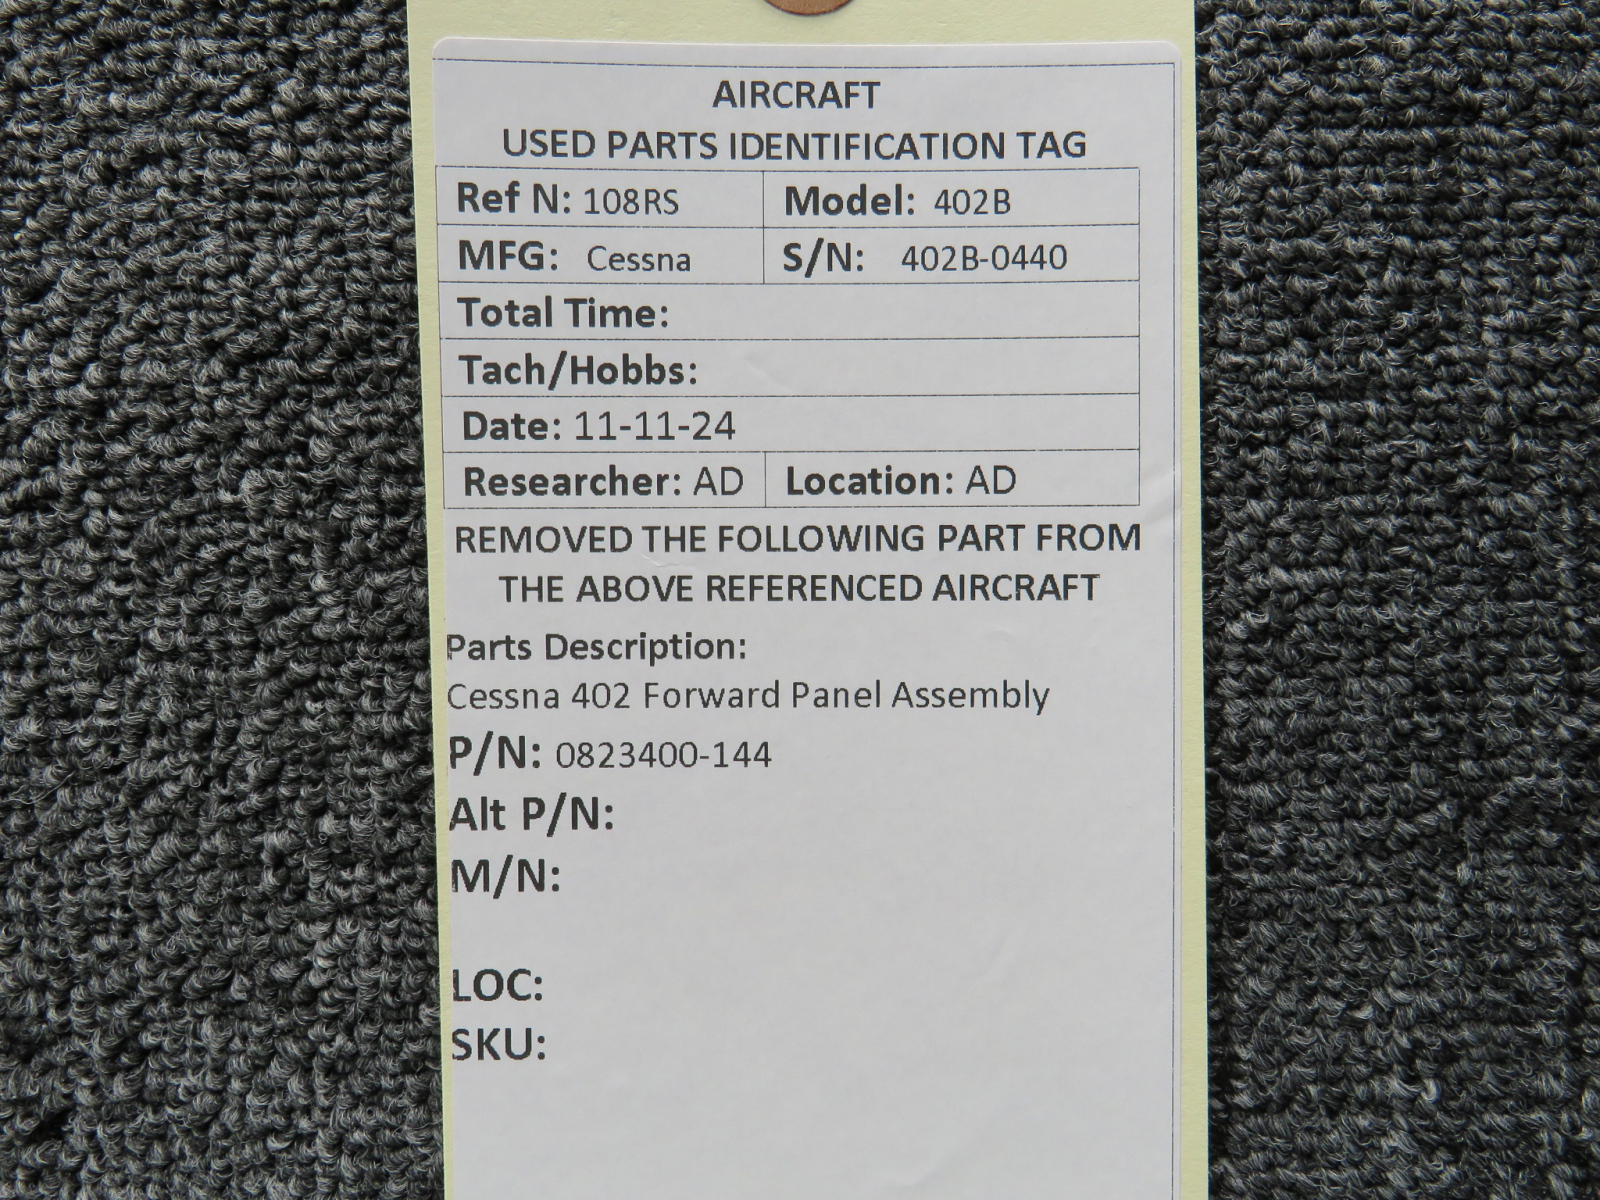 AIRCRAFT
USED PARTS IDENTIFICATION TAG
Ref N: 108RS Model: 402B
MFG: Cessna S/N: 402B-0440
Total Time:
Tach/Hobbs:
Date: 11-11-24
Researcher: AD Location: AD
REMOVED THE FOLLOWING PART FROM
THE ABOVE REFERENCED AIRCRAFT
Parts Description:
Cessna 402 Forward Panel Assembly
P/N: 0823400-144
Alt P/N:
M/N:
LOC:
SKU: